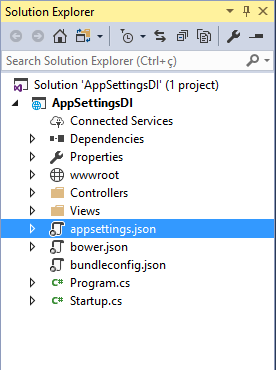 Solution Explorer
Search Solution Explorer (Ctrl+ç)
Solution 'AppSettingsDI' (1 project)
AppSettingsDI
Connected Services
Dependencies
Properties
wwwroot
Controllers
Views
appsettings.json
bower.json
bundleconfig.json
C# Program.cs
C# Startup.cs